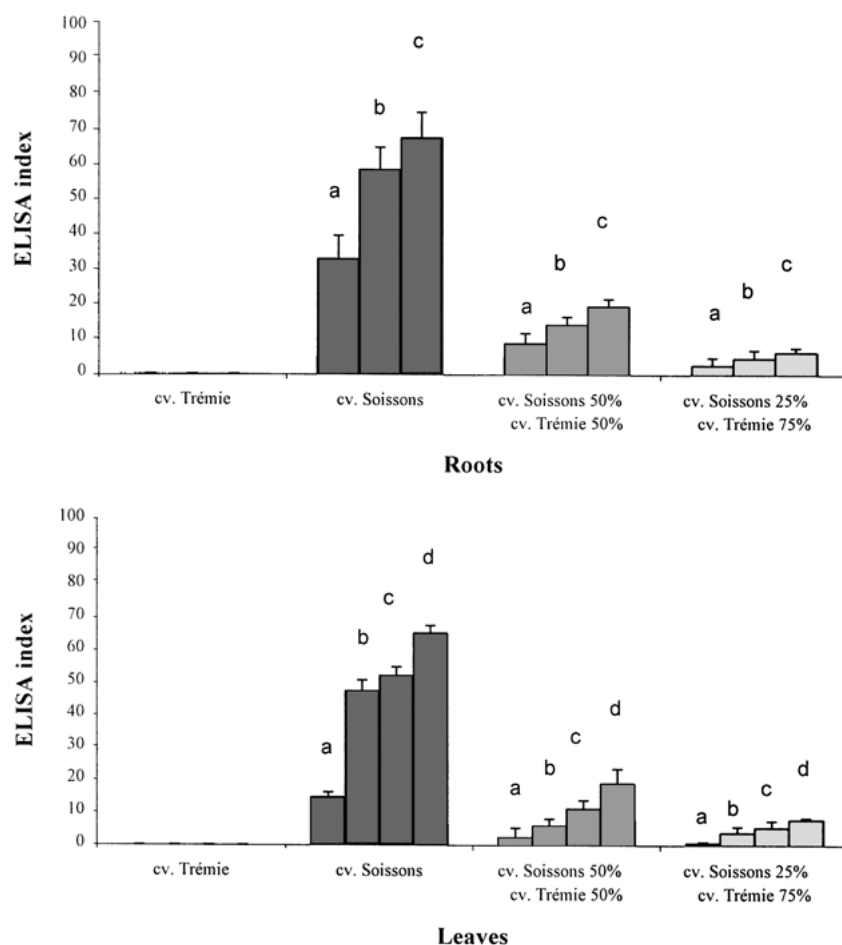 100
90
80
70
60
50
40
30
20
10
0
ELISA index
a
b
c
a
b
c
a
b
c
cv. Trémie
cv. Soissons
cv. Soissons 50%
cv. Trémie 50%
cv. Soissons 25%
cv. Trémie 75%
Roots
100
90
80
70
60
50
40
30
20
10
0
ELISA index
a
b
c
d
a
b
c
d
a
b
c
d
cv. Trémie
cv. Soissons
cv. Soissons 50%
cv. Trémie 50%
cv. Soissons 25%
cv. Trémie 75%
Leaves